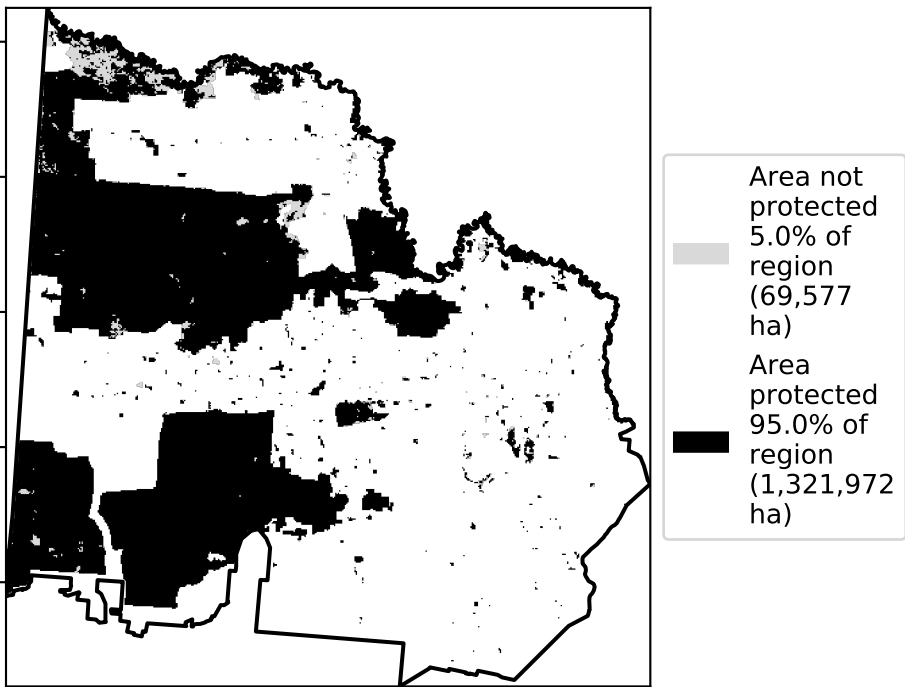 Area not
protected
5.0% of
region
(69,577
ha)
Area
protected
95.0% of
region
(1,321,972
ha)